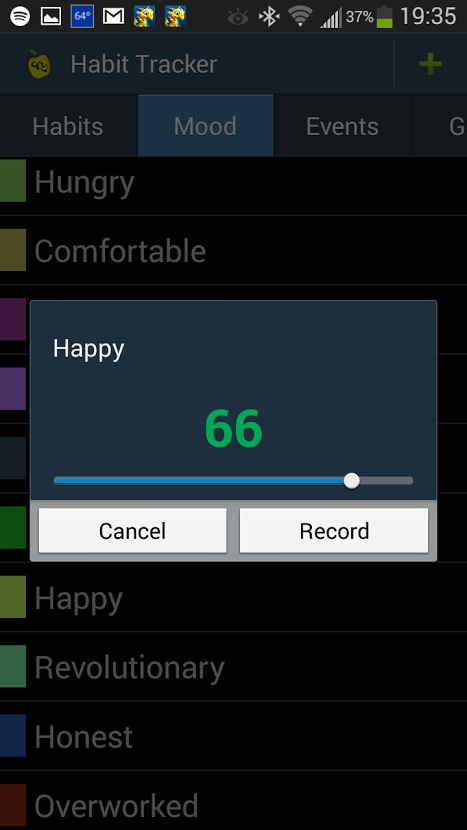 64°
37%
19:35
Habit Tracker
Habits
Mood
Events
G
Hungry
Comfortable
Happy
66
Cancel
Record
Happy
Revolutionary
Honest
Overworked